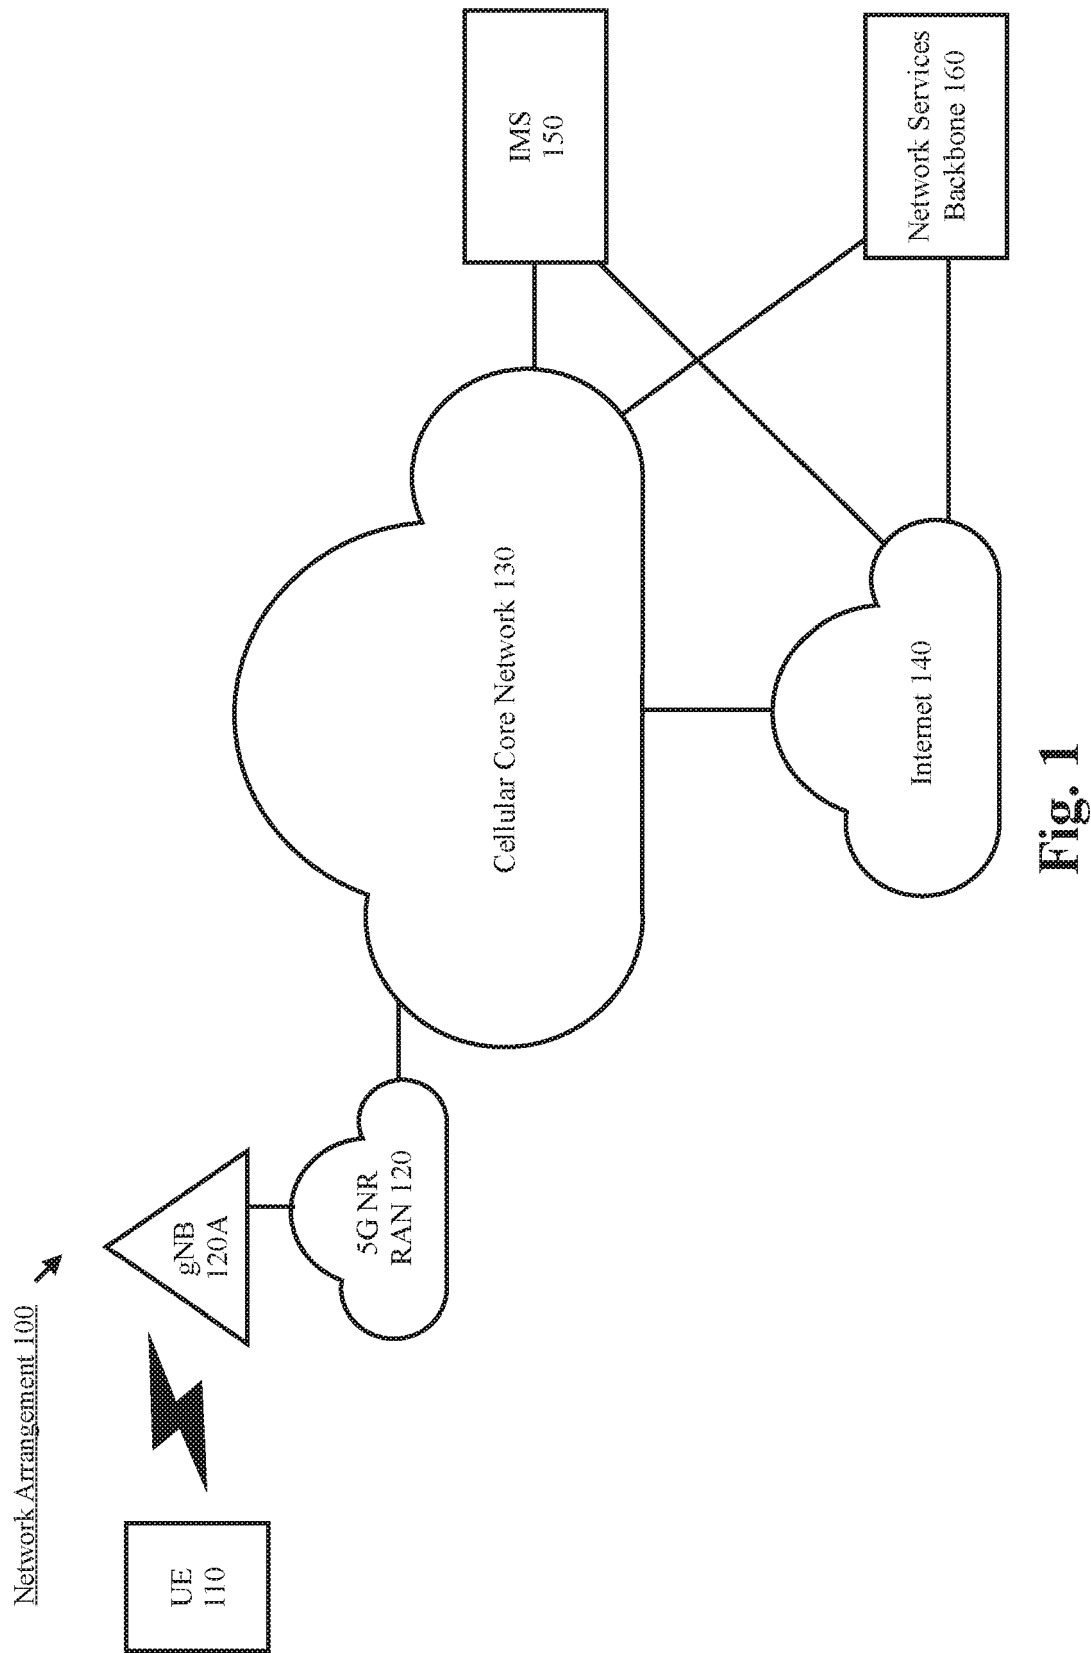 Network Arrangement 100
UE
110
gNB
120A
5G NR
RAN 120
Cellular Core Network 130
IMS
150
Internet 140
Network Services
Backbone 160
Fig. 1